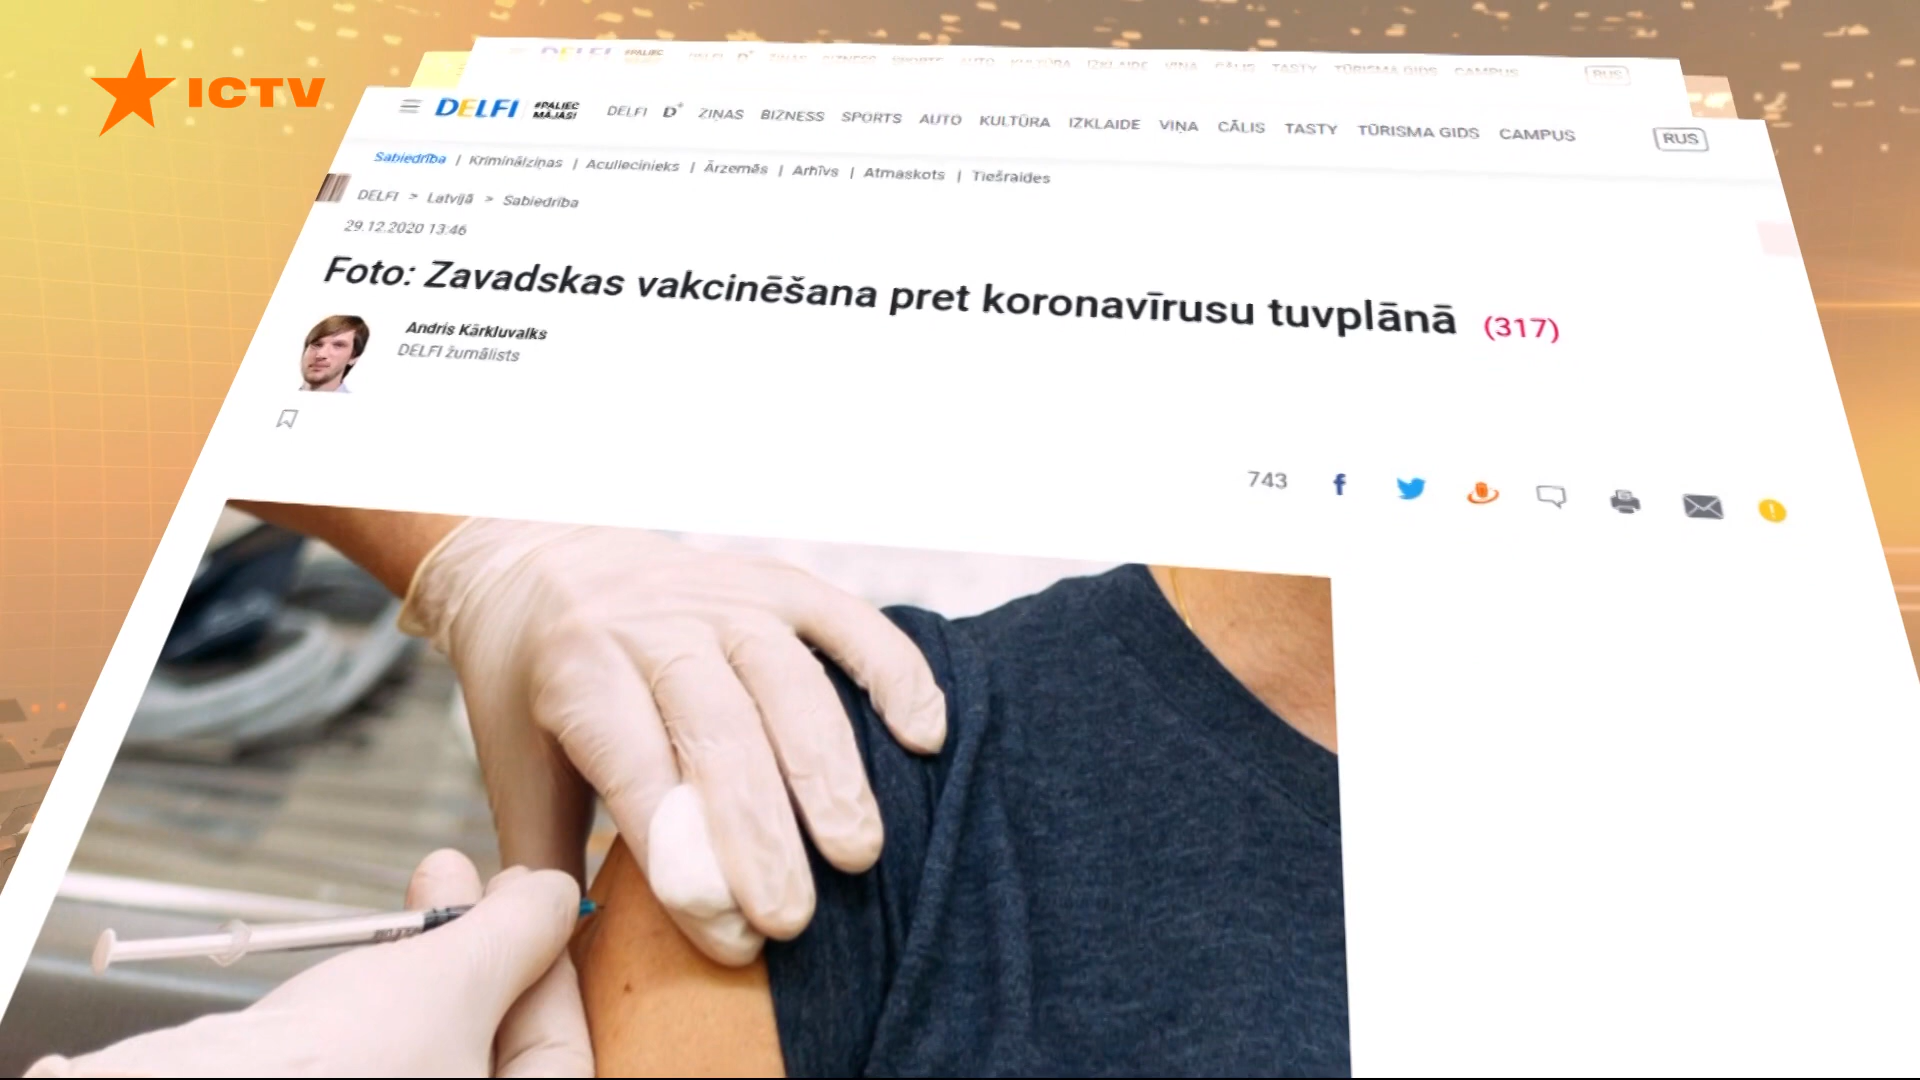 ICTV
DELFI #PALIEC MĀJĀS! DELFI D+ ZIŅAS BIZNESS SPORTS AUTO KULTŪRA IZKLAIDE VIŅA CĀLIS TASTY TŪRISMA GIDS CAMPUS RUS
Sabiedrība | Kriminālziņas | Aculiecinieks | Ārzemēs | Arhīvs | Atmaskots | Tiešraides
DELFI > Latvijā > Sabiedrība
29.12.2020 13:46
Foto: Zavadskas vakcinēšana pret koronavīrusu tuvplānā (317)
Andris Kārkluvalks
DELFI žurnālists
743